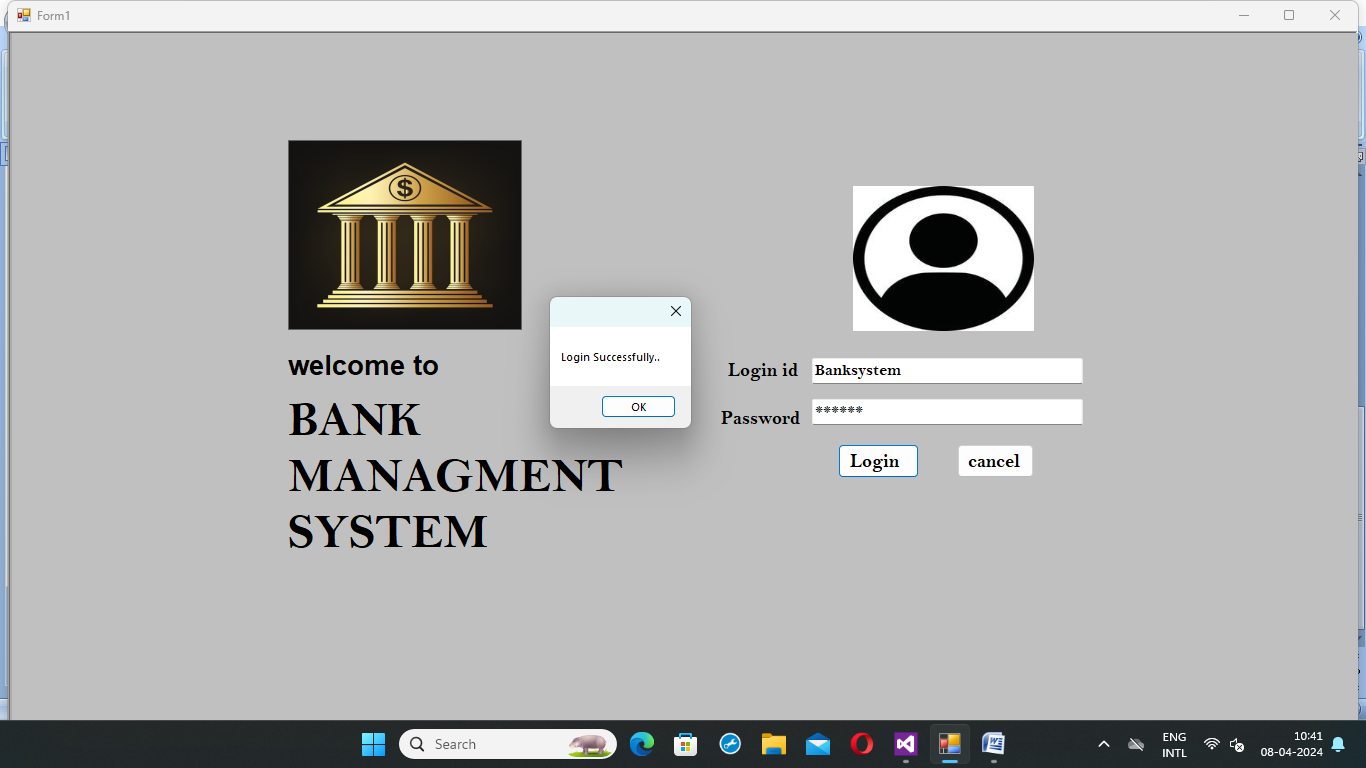 Form1
$
welcome to
BANK
MANAGMENT
SYSTEM
Login Successfully..
OK
Login id
Banksystem
Password
******
Login
cancel
Search
ENG
INTL
10:41
08-04-2024